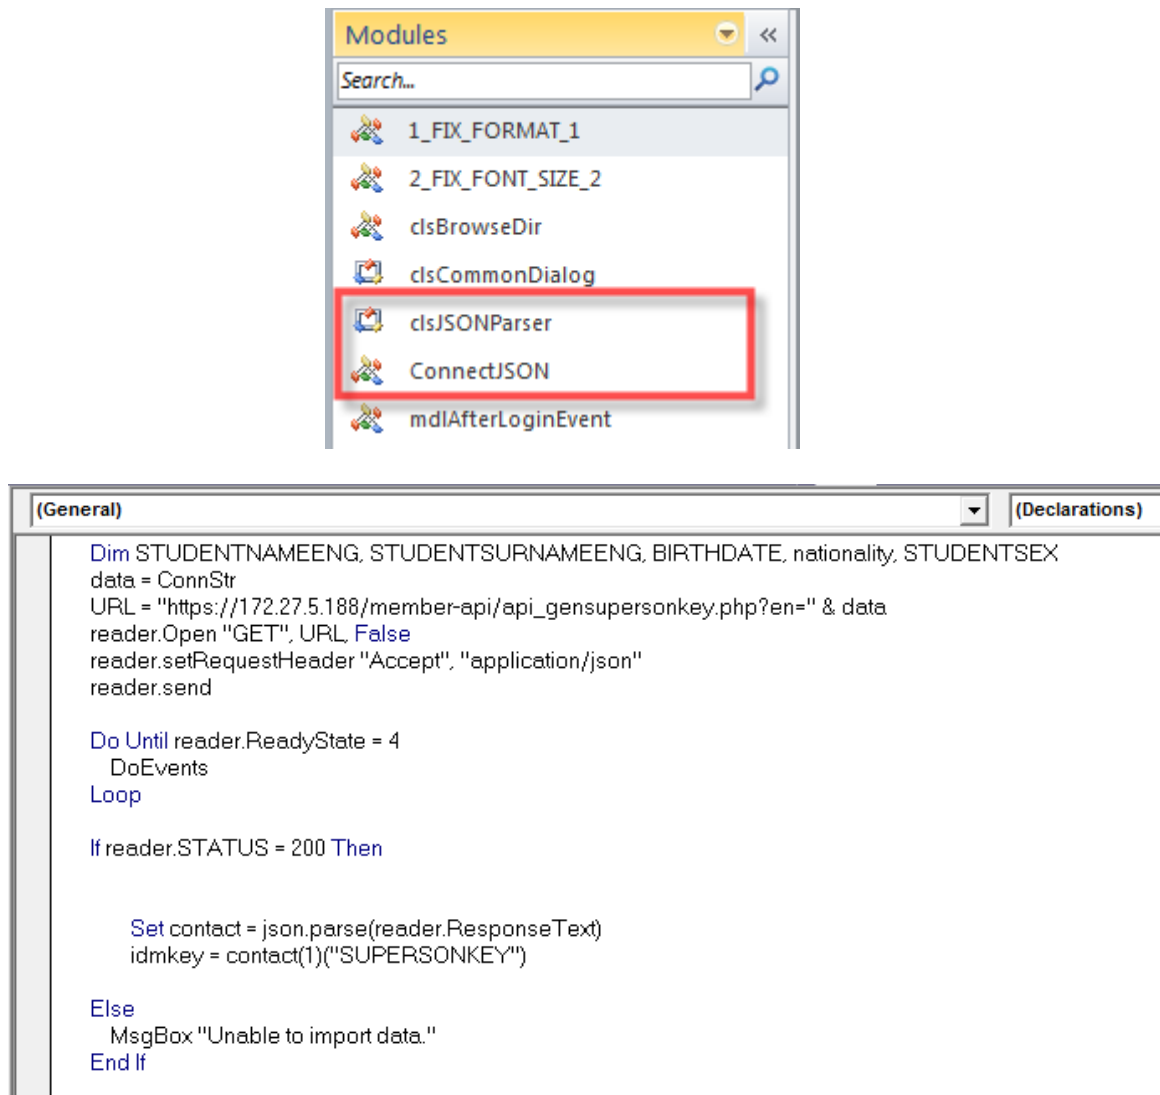 Modules
Search...
1_FIX_FORMAT_1
2_FIX_FONT_SIZE_2
clsBrowseDir
clsCommonDialog
clsJSONParser
ConnectJSON
mdlAfterLoginEvent
(General) (Declarations)
Dim STUDENTNAMEENG, STUDENTSURNAMEENG, BIRTHDATE, nationality, STUDENTSEX
data = ConnStr
URL = "https://172.27.5.188/member-api/api_gensupersonkey.php?en=" & data
reader.Open "GET", URL, False
reader.setRequestHeader "Accept", "application/json"
reader.send
Do Until reader.ReadyState = 4
DoEvents
Loop
If reader.STATUS = 200 Then
Set contact = json.parse(reader.ResponseText)
idmkey = contact(1)("SUPERSONKEY")
Else
MsgBox "Unable to import data."
End If